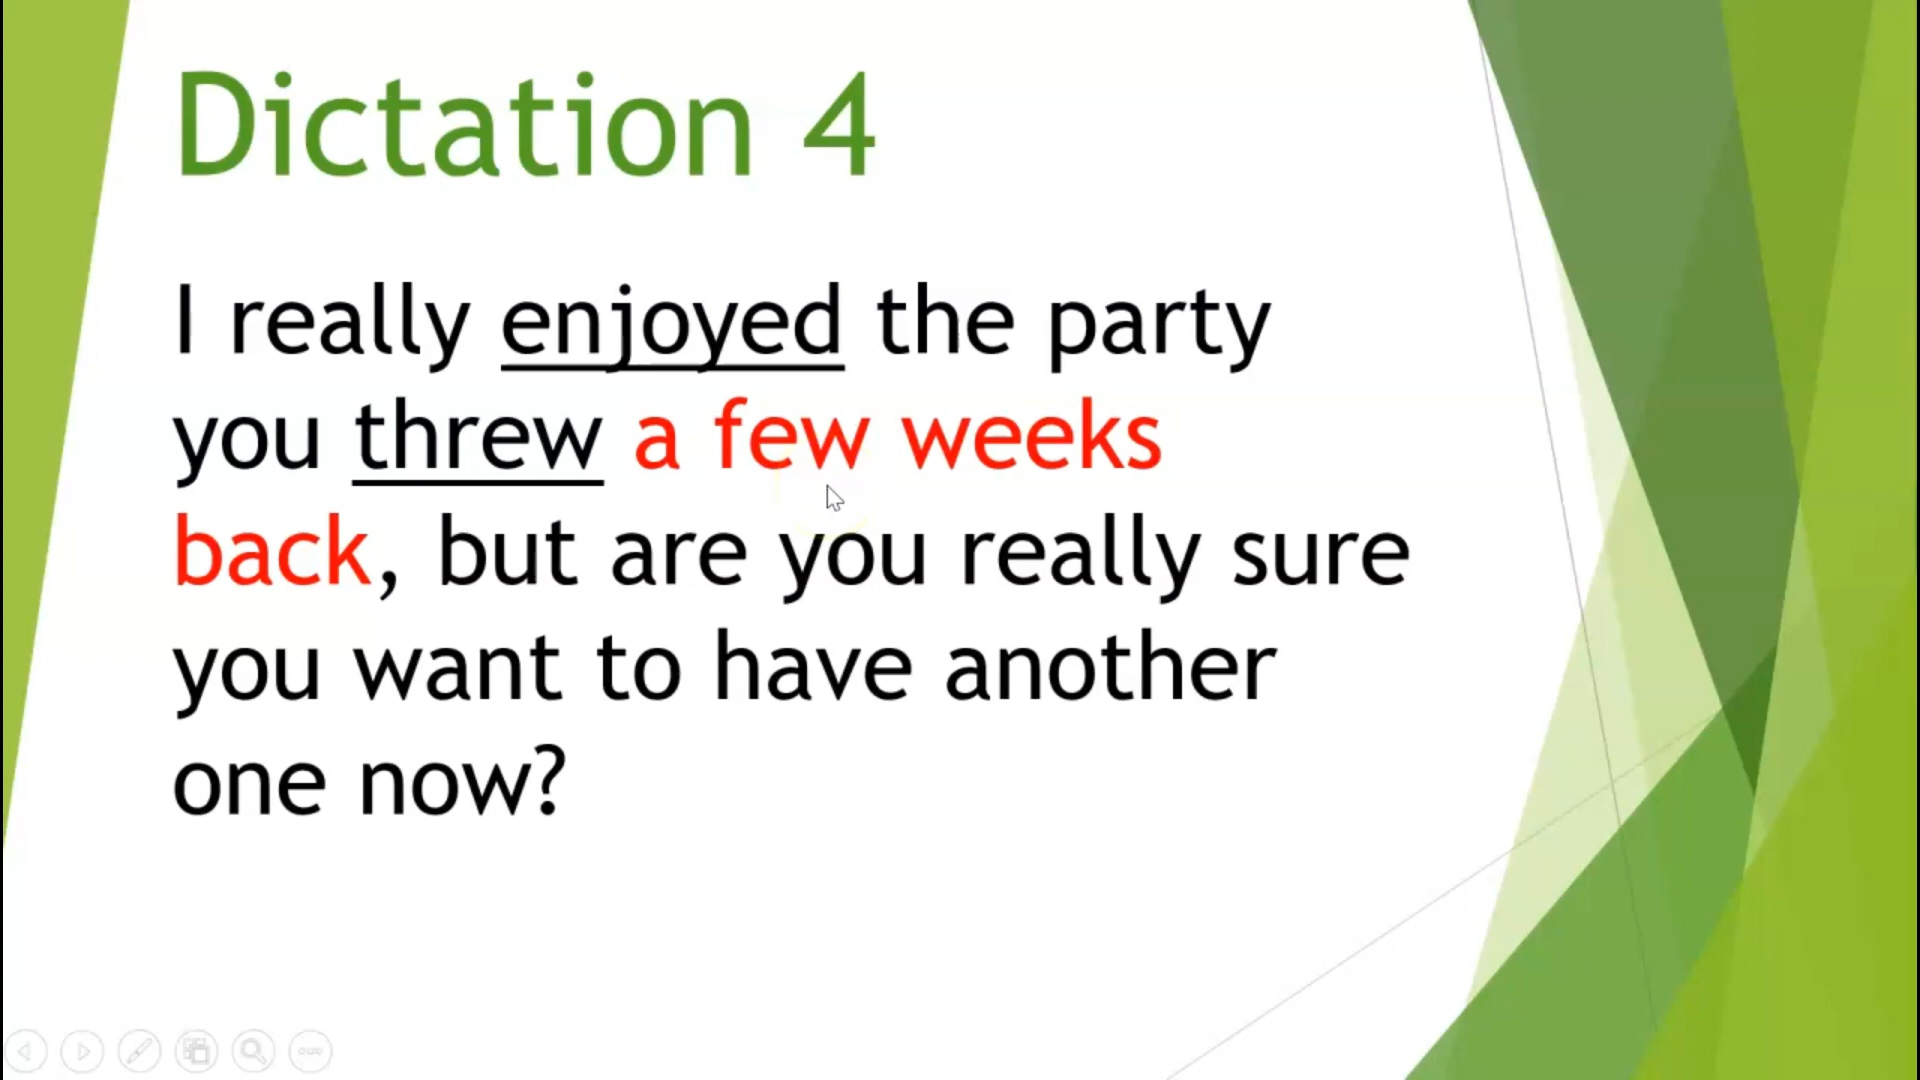 Dictation 4
I really enjoyed the party
you threw a few weeks
back, but are you really sure
you want to have another
one now?